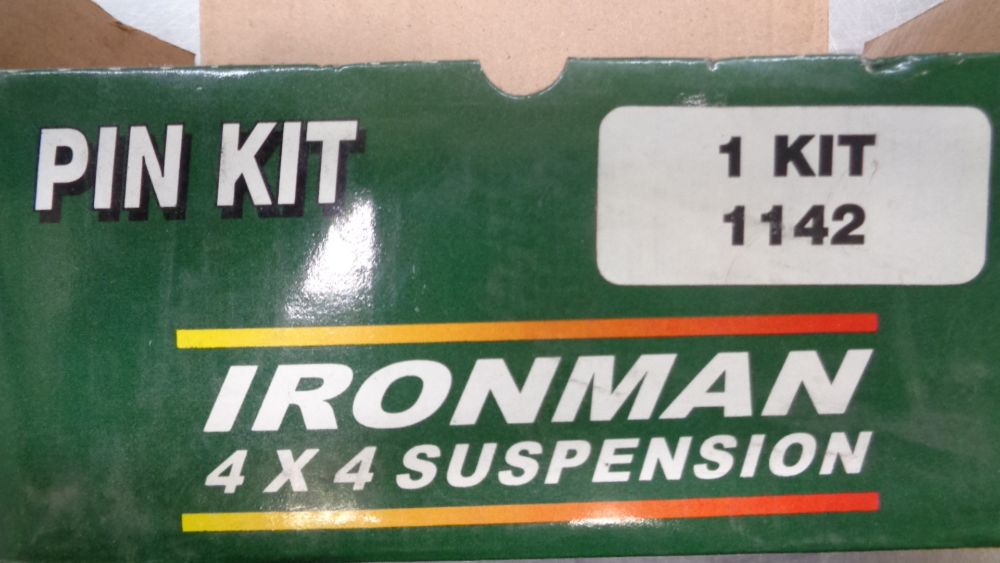 PIN KIT
1 KIT
1142
IRONMAN
4 X 4 SUSPENSION